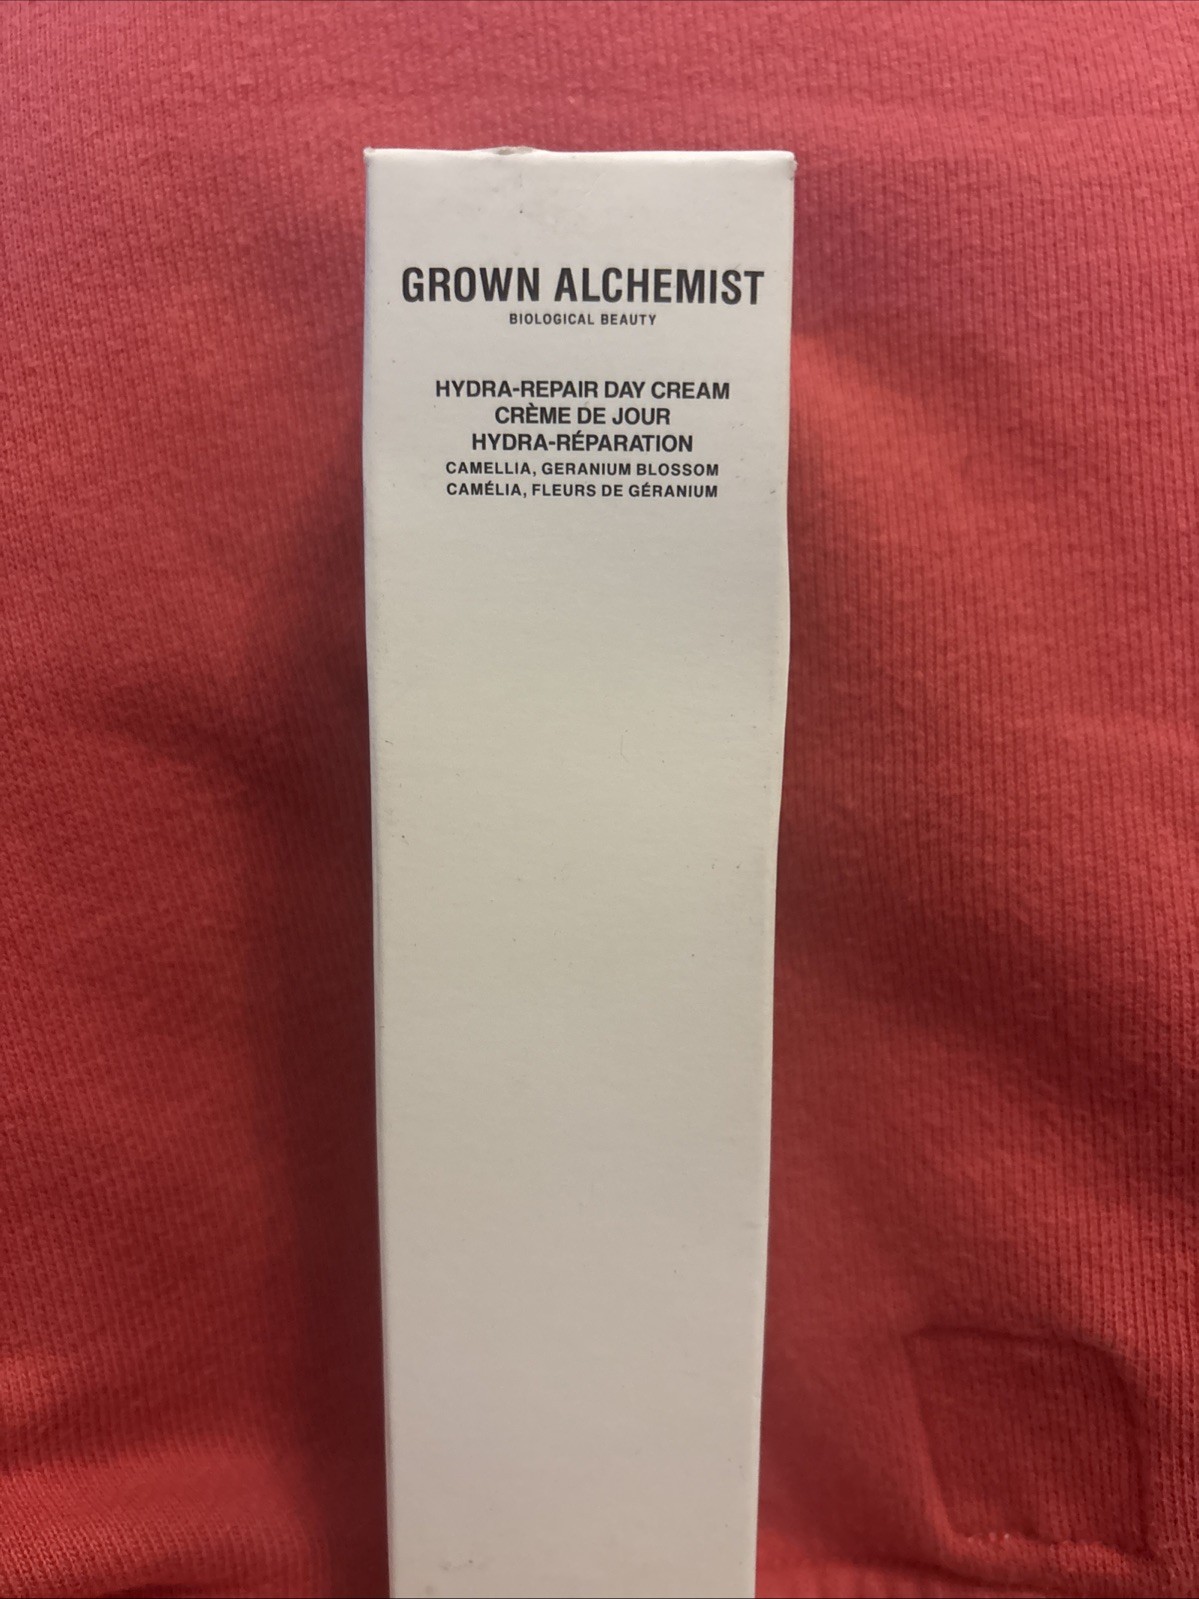 GROWN ALCHEMIST
BIOLOGICAL BEAUTY
HYDRA-REPAIR DAY CREAM
CRÈME DE JOUR
HYDRA-RÉPARATION
CAMELLIA, GERANIUM BLOSSOM
CAMÉLIA, FLEURS DE GÉRANIUM